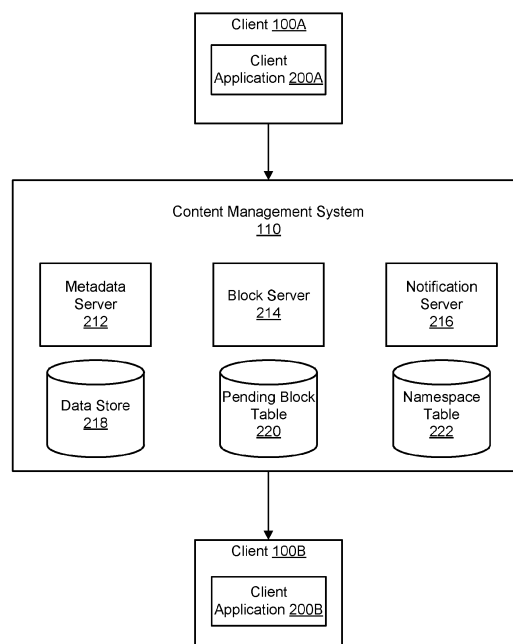 Client 100A
Client
Application 200A
Content Management System
110
Metadata
Server
212
Block Server
214
Notification
Server
216
Data Store
218
Pending Block
Table
220
Namespace
Table
222
Client 100B
Client
Application 200B